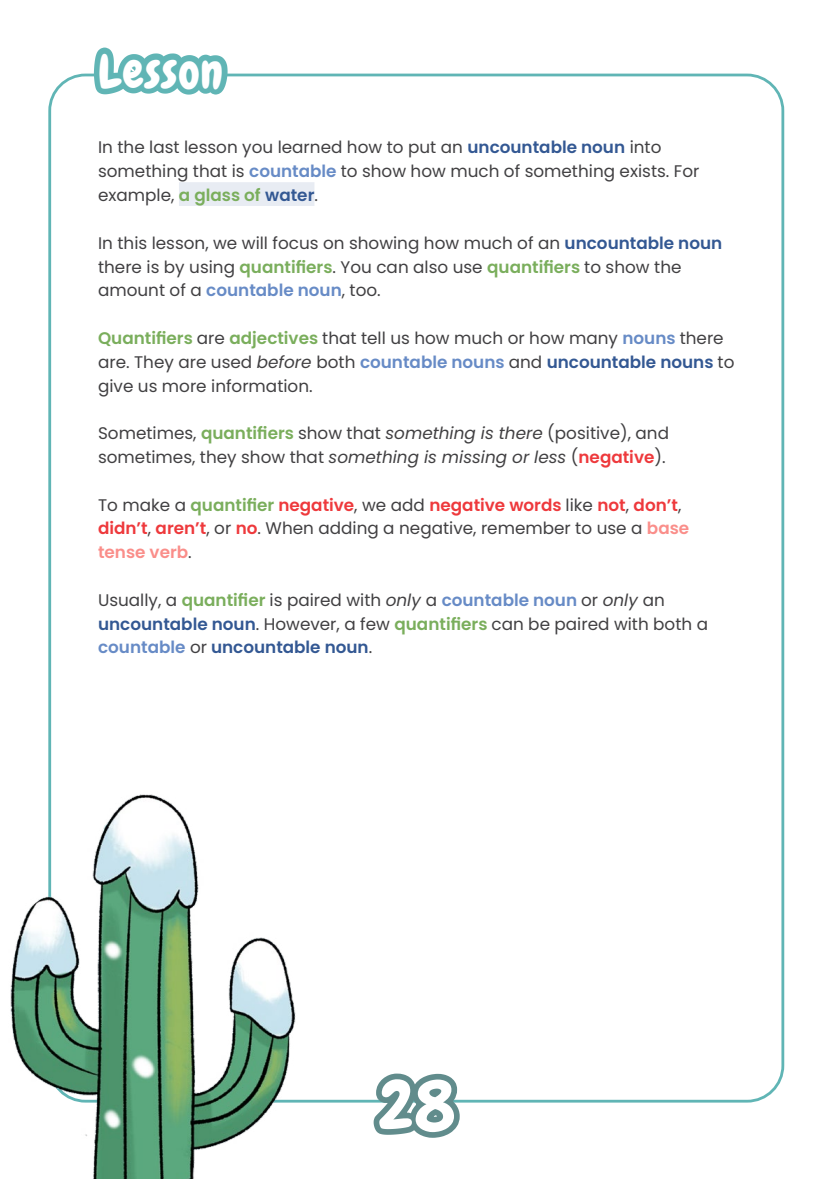 Lesson
In the last lesson you learned how to put an uncountable noun into
something that is countable to show how much of something exists. For
example, a glass of water.
In this lesson, we will focus on showing how much of an uncountable noun
there is by using quantifiers. You can also use quantifiers to show the
amount of a countable noun, too.
Quantifiers are adjectives that tell us how much or how many nouns there
are. They are used before both countable nouns and uncountable nouns to
give us more information.
Sometimes, quantifiers show that something is there (positive), and
sometimes, they show that something is missing or less (negative).
To make a quantifier negative, we add negative words like not, don’t,
didn’t, aren’t, or no. When adding a negative, remember to use a base
tense verb.
Usually, a quantifier is paired with only a countable noun or only an
uncountable noun. However, a few quantifiers can be paired with both a
countable or uncountable noun.
28